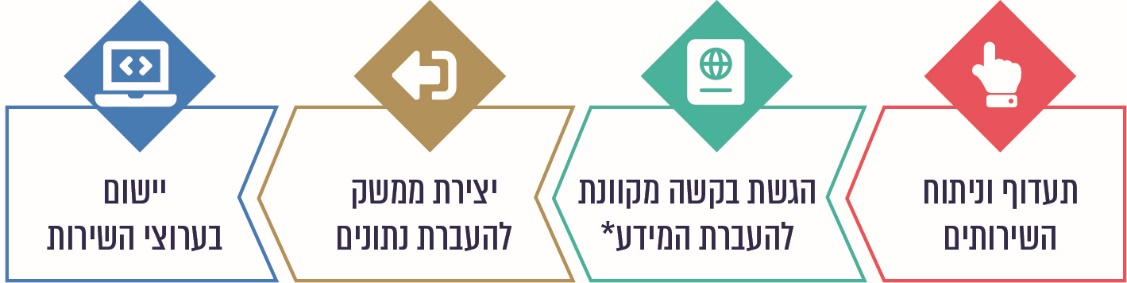 תעדוף וניתוח
השירותים
הגשת בקשה מקוונת
להעברת המידע*
יצירת ממשק
להעברת נתונים
יישום
בערוצי השירות